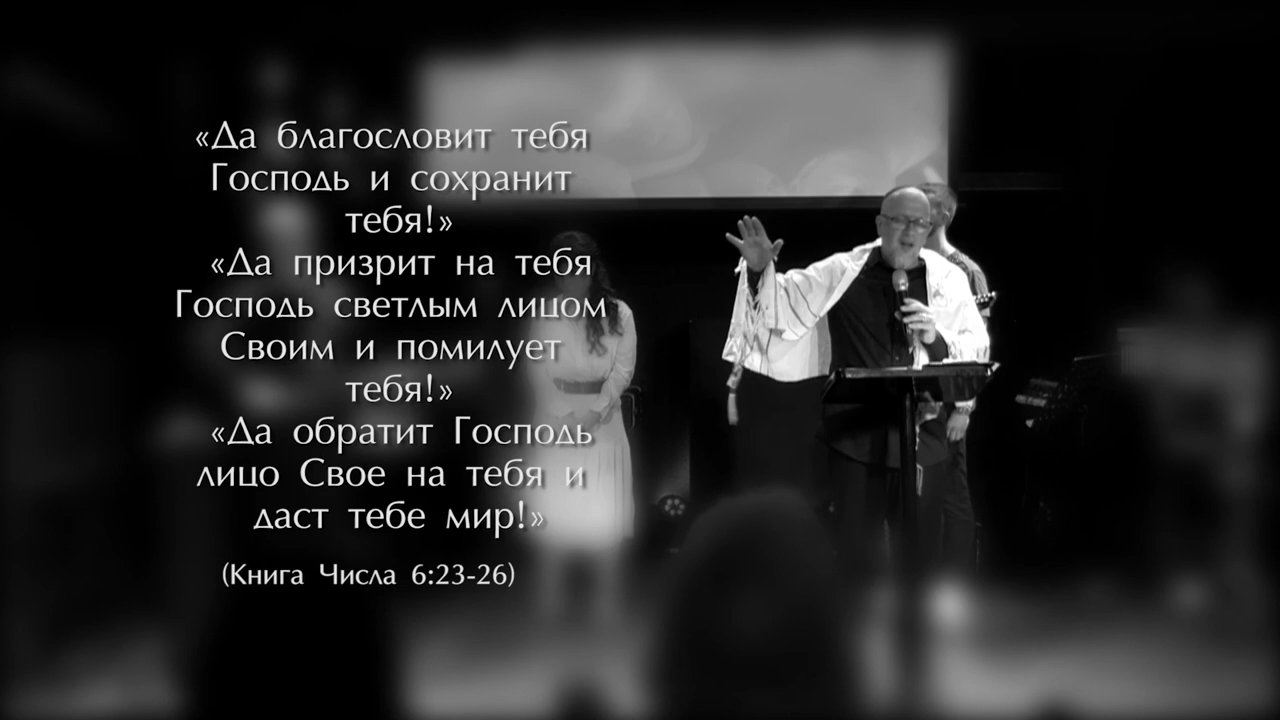 «Да благословит тебя
Господь и сохранит
тебя!»
«Да призрит на тебя
Господь светлым лицом
Своим и помилует
тебя!»
«Да обратит Господь
лицо Свое на тебя и
даст тебе мир!»
(Книга Числа 6:23-26)